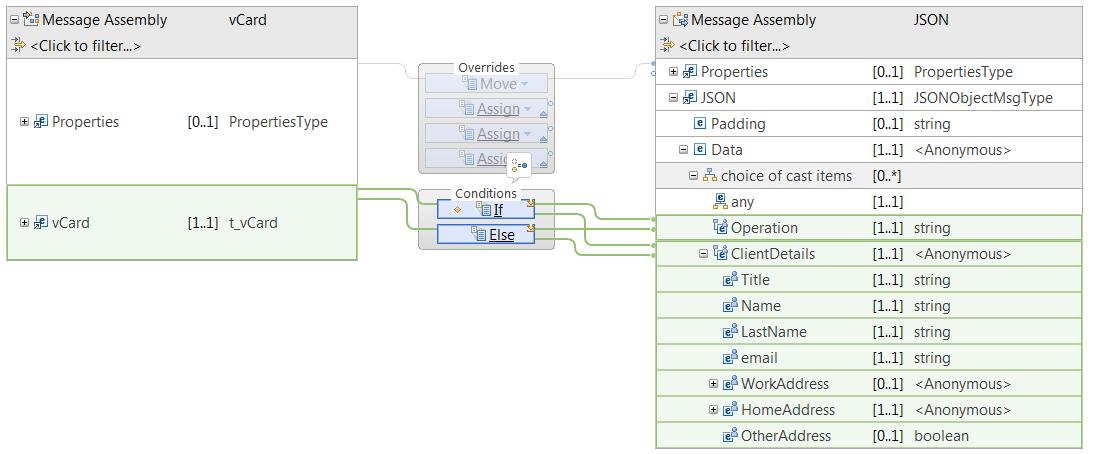 Message Assembly vCard
<Click to filter...>
Properties [0..1] PropertiesType
vCard [1..1] t_vCard
Overrides
Move
Assign
Assign
Assig
Conditions
If
Else
Message Assembly JSON
<Click to filter...>
Properties [0..1] PropertiesType
JSON [1..1] JSONObjectMsgType
Padding [0..1] string
Data [1..1] <Anonymous>
choice of cast items [0..*]
any [1..1]
Operation [1..1] string
ClientDetails [1..1] <Anonymous>
Title [1..1] string
Name [1..1] string
LastName [1..1] string
email [1..1] string
WorkAddress [0..1] <Anonymous>
HomeAddress [1..1] <Anonymous>
OtherAddress [0..1] boolean